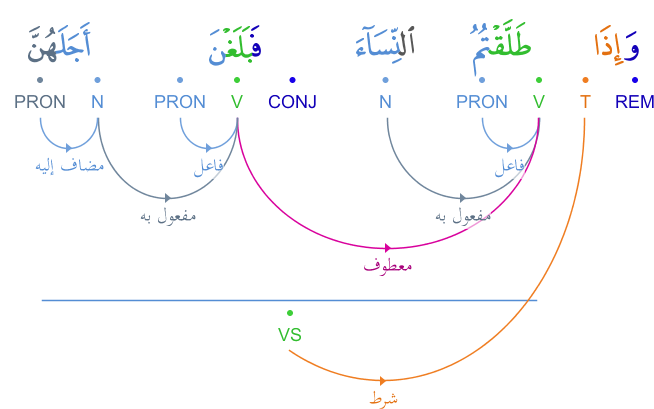 وَإِذَا طَلَّقْتُمُ ٱلنِّسَآءَ فَبَلَغْنَ أَجَلَهُنَّ
REM T V PRON N CONJ V PRON N PRON
فاعل فاعل مضاف إليه
مفعول به مفعول به
معطوف
VS
شرط